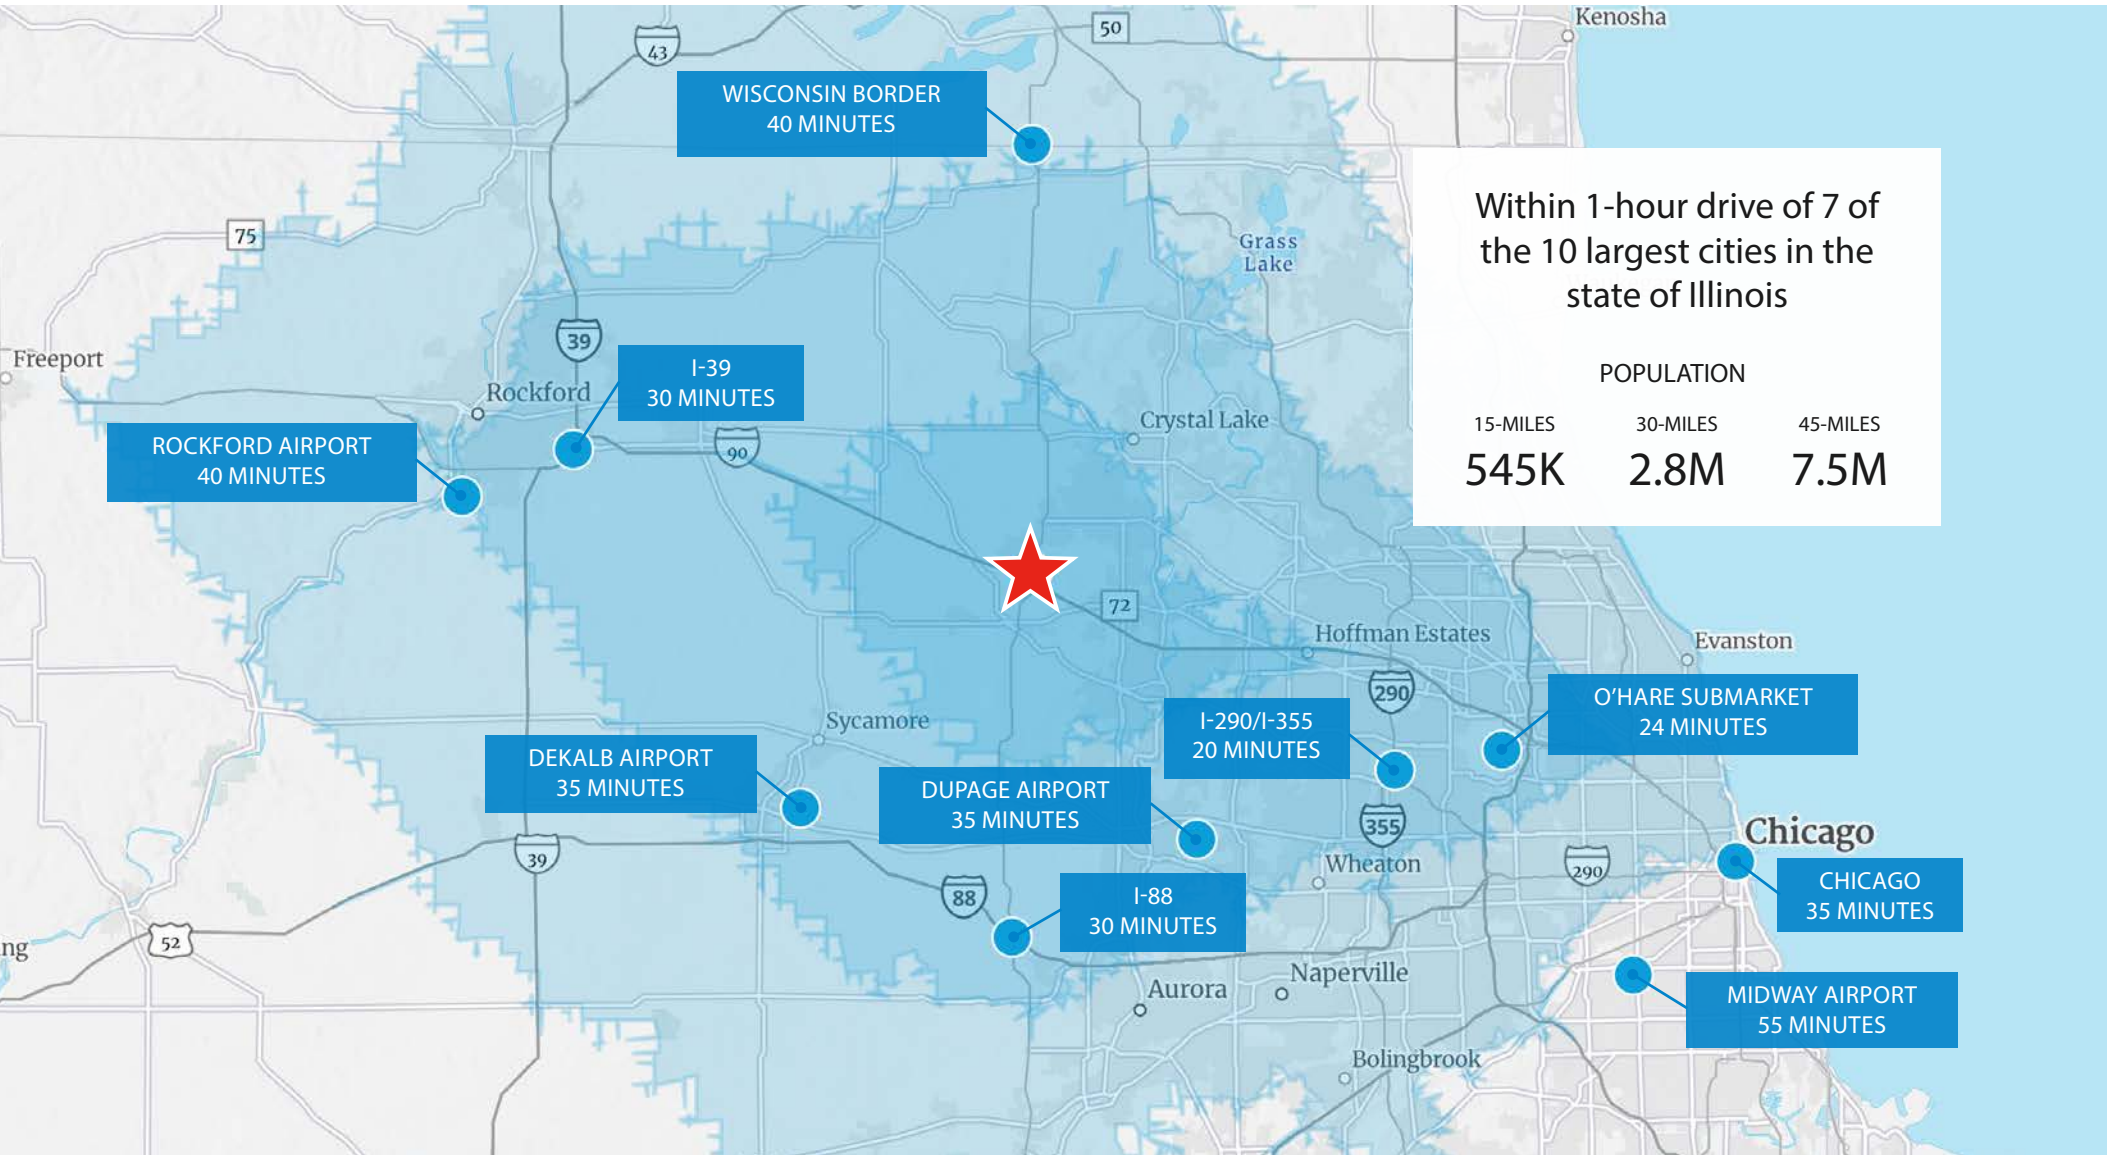 Kenosha
50
43
WISCONSIN BORDER
40 MINUTES
Within 1-hour drive of 7 of
the 10 largest cities in the
state of Illinois
POPULATION
15-MILES
30-MILES
45-MILES
545K
2.8M
7.5M
75
Grass
Lake
39
Freeport
I-39
30 MINUTES
Rockford
Crystal Lake
ROCKFORD AIRPORT
40 MINUTES
90
72
Hoffman Estates
Evanston
290
O'HARE SUBMARKET
24 MINUTES
I-290/I-355
20 MINUTES
Sycamore
DEKALB AIRPORT
35 MINUTES
DUPAGE AIRPORT
35 MINUTES
355
Chicago
39
Wheaton
290
CHICAGO
35 MINUTES
88
I-88
30 MINUTES
52
ng
Naperville
Aurora
MIDWAY AIRPORT
55 MINUTES
Bolingbrook